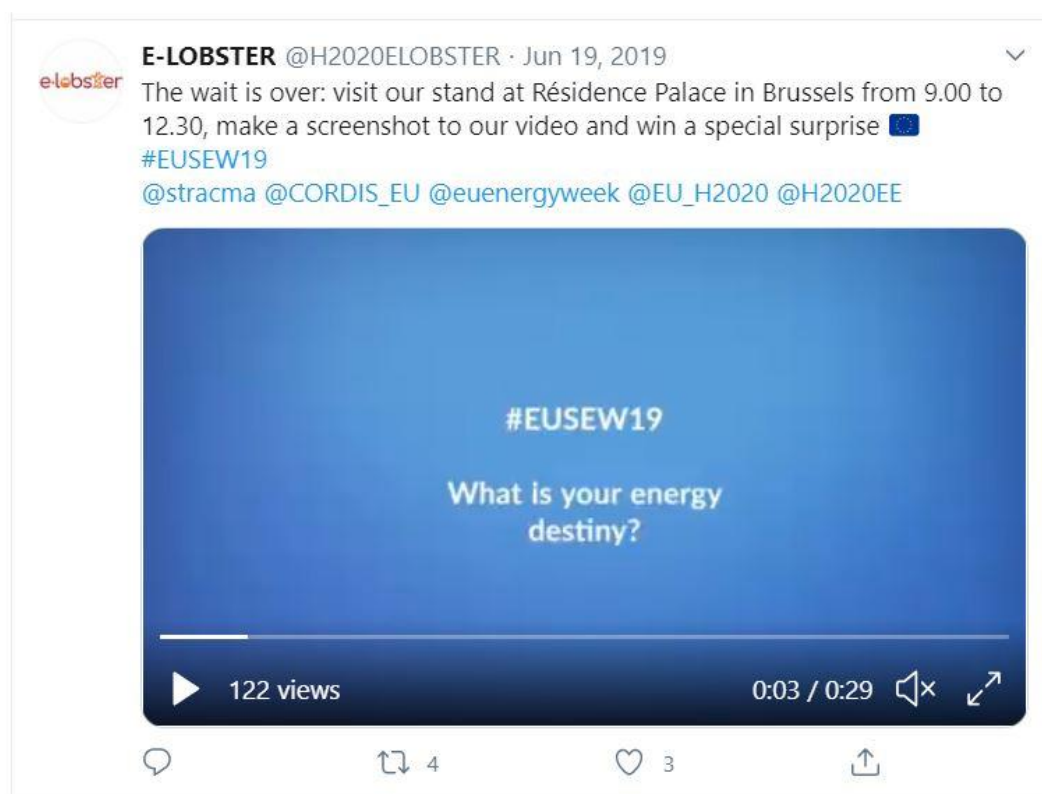 e-lobster
E-LOBSTER @H2020ELOBSTER · Jun 19, 2019
The wait is over: visit our stand at Résidence Palace in Brussels from 9.00 to
12.30, make a screenshot to our video and win a special surprise 🇪🇺
#EUSEW19
@stracma @CORDIS_EU @euenergyweek @EU_H2020 @H2020EE
#EUSEW19
What is your energy
destiny?
122 views
0:03 / 0:29
4
3